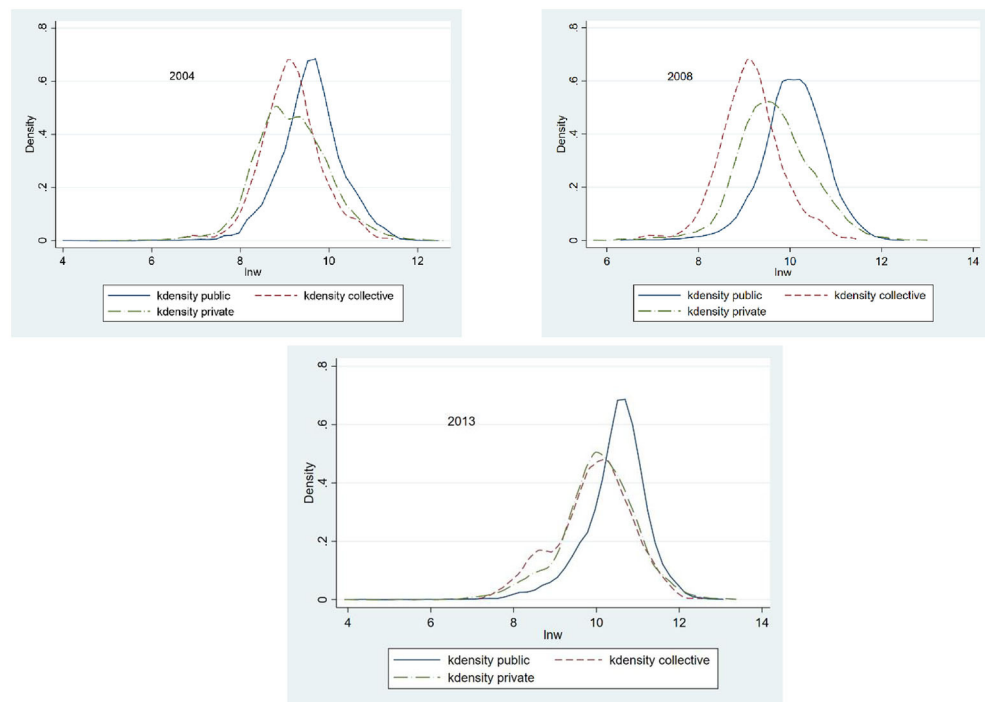 .8
.6
.4
.2
0
Density
2004
4 6 8 10 12
lnw
kdensity public kdensity collective
kdensity private
.8
.6
.4
.2
0
Density
2008
6 8 10 12 14
lnw
kdensity public kdensity collective
kdensity private
.8
.6
.4
.2
0
Density
2013
4 6 8 10 12 14
lnw
kdensity public kdensity collective
kdensity private